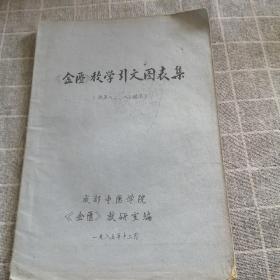 《金匮》教学引文图表集
成都中医学院
《金匮》教研室编
一九八五年十二月